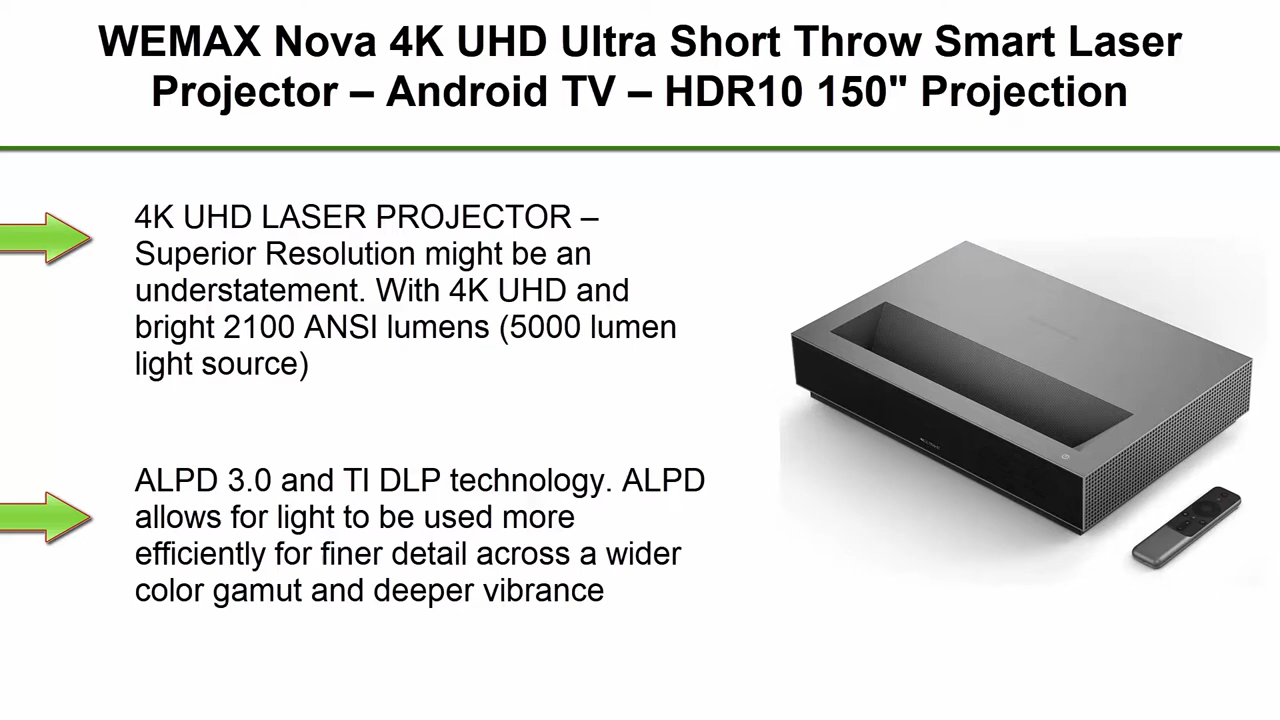 WEMAX Nova 4K UHD Ultra Short Throw Smart Laser
Projector – Android TV – HDR10 150" Projection
4K UHD LASER PROJECTOR –
Superior Resolution might be an
understatement. With 4K UHD and
bright 2100 ANSI lumens (5000 lumen
light source)
ALPD 3.0 and TI DLP technology. ALPD
allows for light to be used more
efficiently for finer detail across a wider
color gamut and deeper vibrance